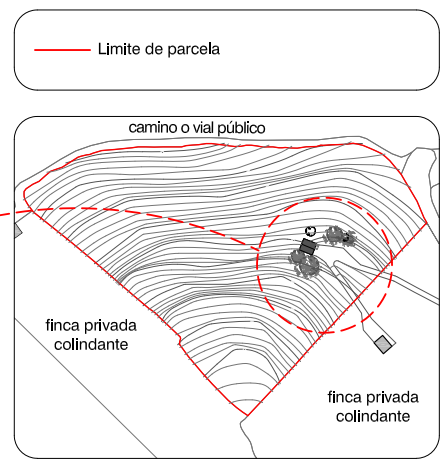 Limite de parcela
camino o vial público
finca privada
colindante
finca privada
colindante